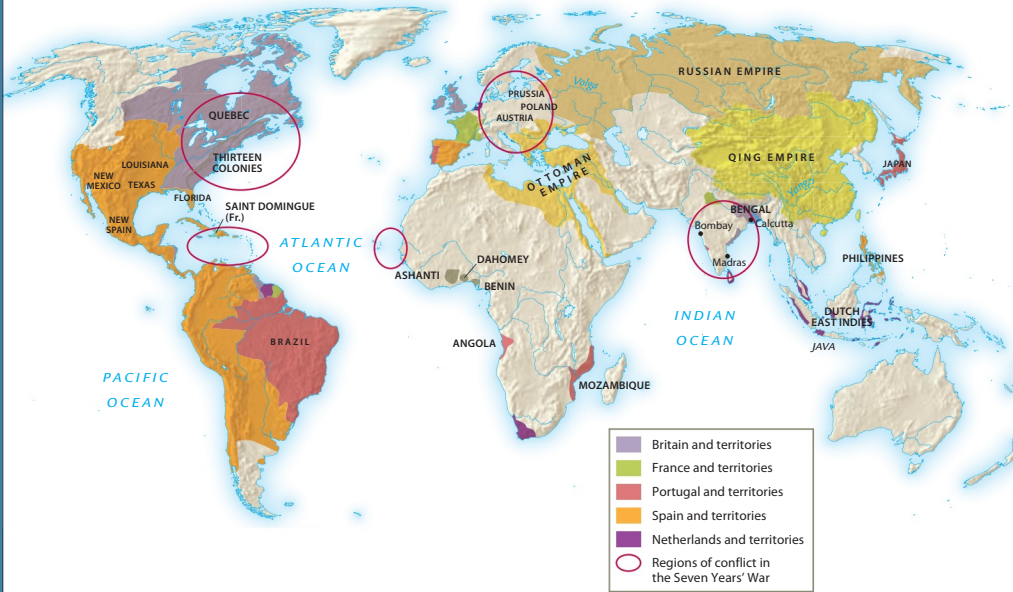 RUSSIAN EMPIRE
Volga
PRUSSIA
POLAND
AUSTRIA
QUEBEC
THIRTEEN
COLONIES
LOUISIANA
NEW
MEXICO
TEXAS
FLORIDA
SAINT DOMINGUE
(Fr.)
NEW
SPAIN
ATLANTIC
OCEAN
OTTOMAN
EMPIRE
QING EMPIRE
Yangzi
JAPAN
BENGAL
Calcutta
Bombay
Madras
PHILIPPINES
DAHOMEY
ASHANTI
BENIN
DUTCH
EAST INDIES
JAVA
INDIAN
OCEAN
BRAZIL
ANGOLA
MOZAMBIQUE
PACIFIC
OCEAN
Britain and territories
France and territories
Portugal and territories
Spain and territories
Netherlands and territories
Regions of conflict in
the Seven Years' War